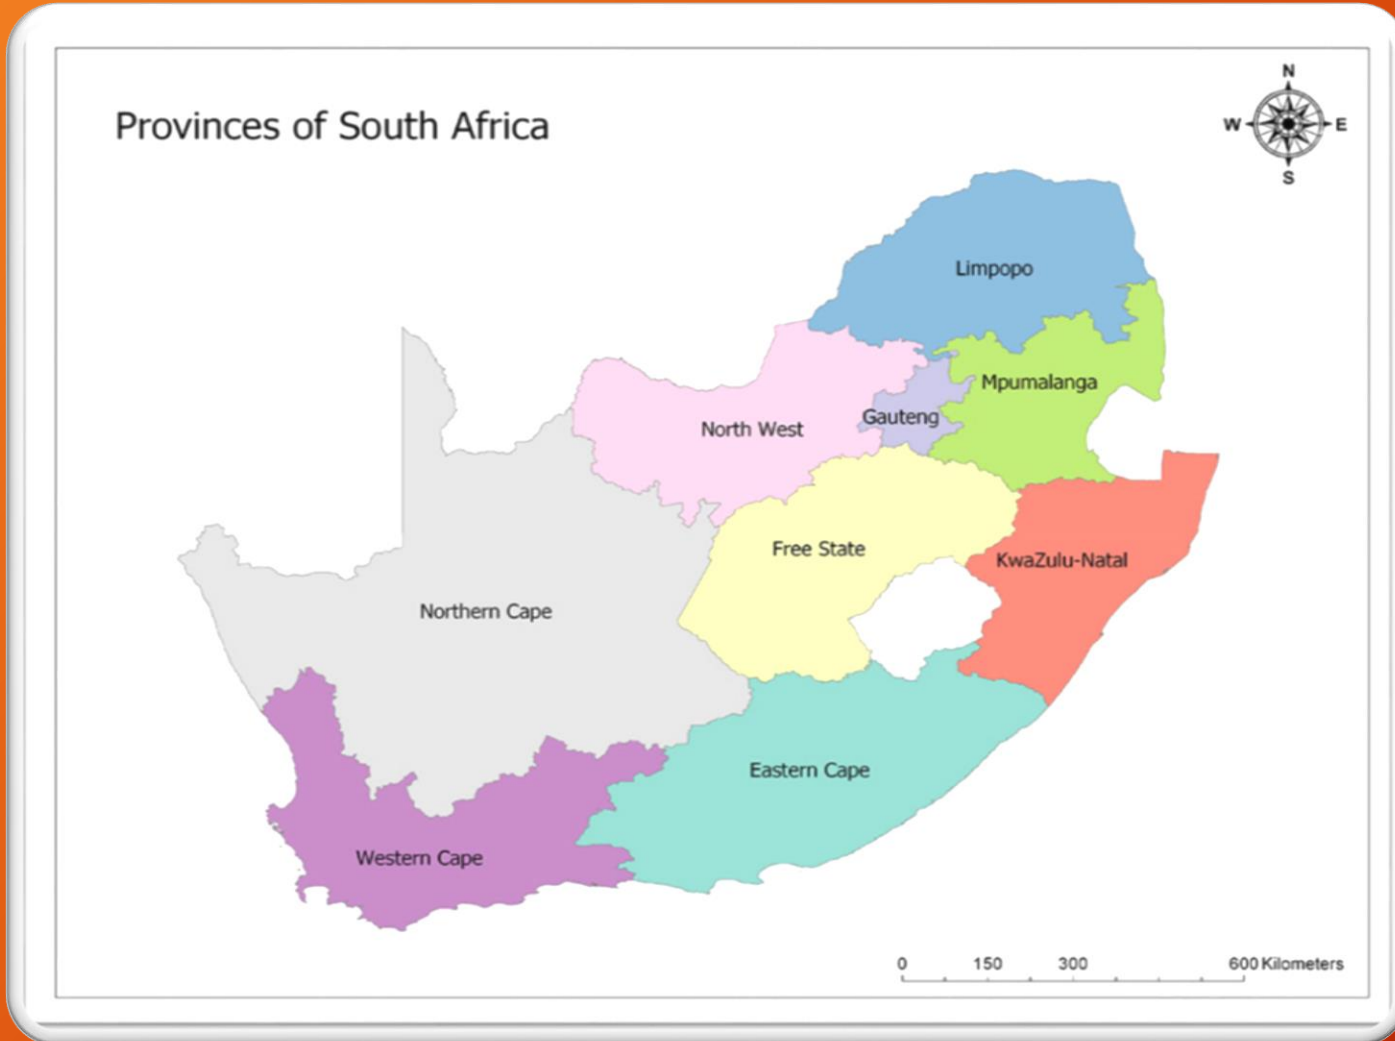 N
Provinces of South Africa
W E
S
Limpopo
Mpumalanga
Gauteng
North West
Free State
KwaZulu-Natal
Northern Cape
Eastern Cape
Western Cape
0 150 300 600 Kilometers